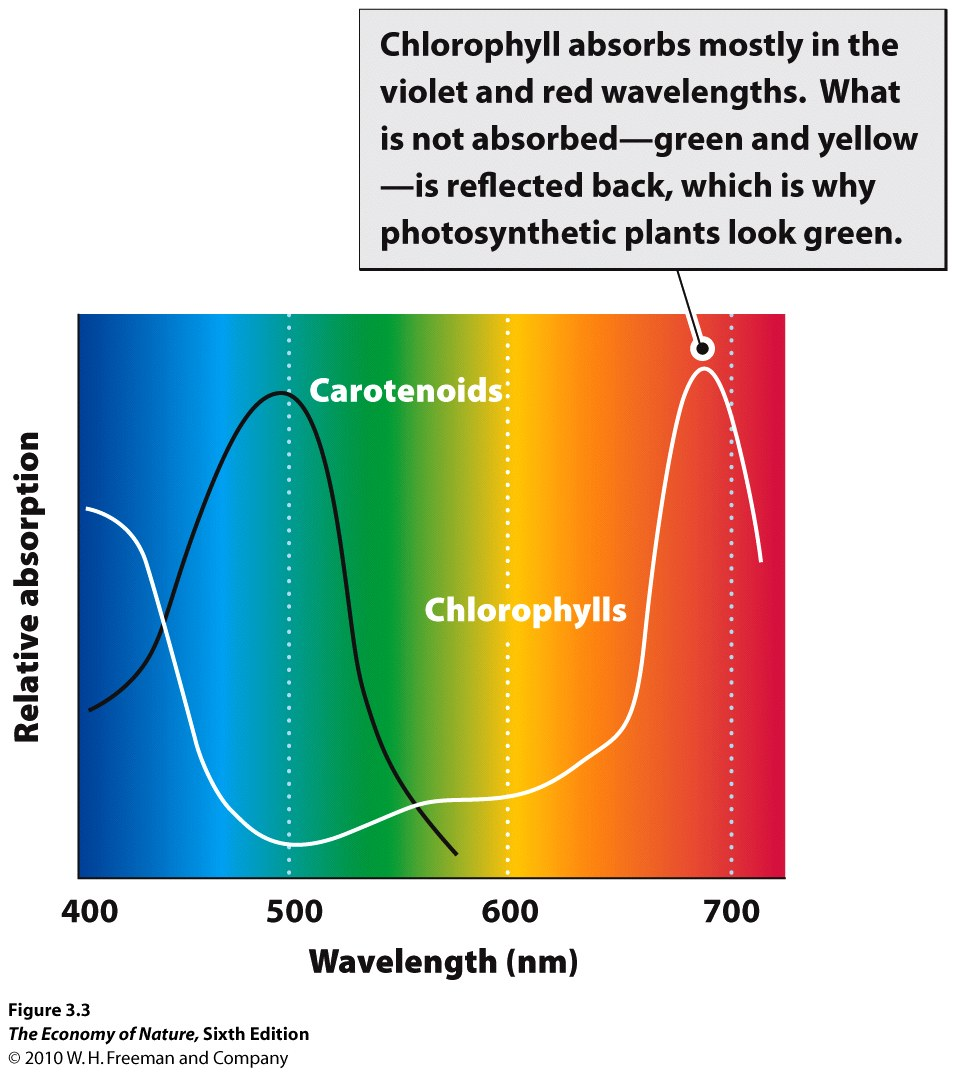 Chlorophyll absorbs mostly in the
violet and red wavelengths. What
is not absorbed—green and yellow
—is reflected back, which is why
photosynthetic plants look green.
Carotenoids
Chlorophylls
Relative absorption
400 500 600 700
Wavelength (nm)
Figure 3.3
The Economy of Nature, Sixth Edition
© 2010 W. H. Freeman and Company